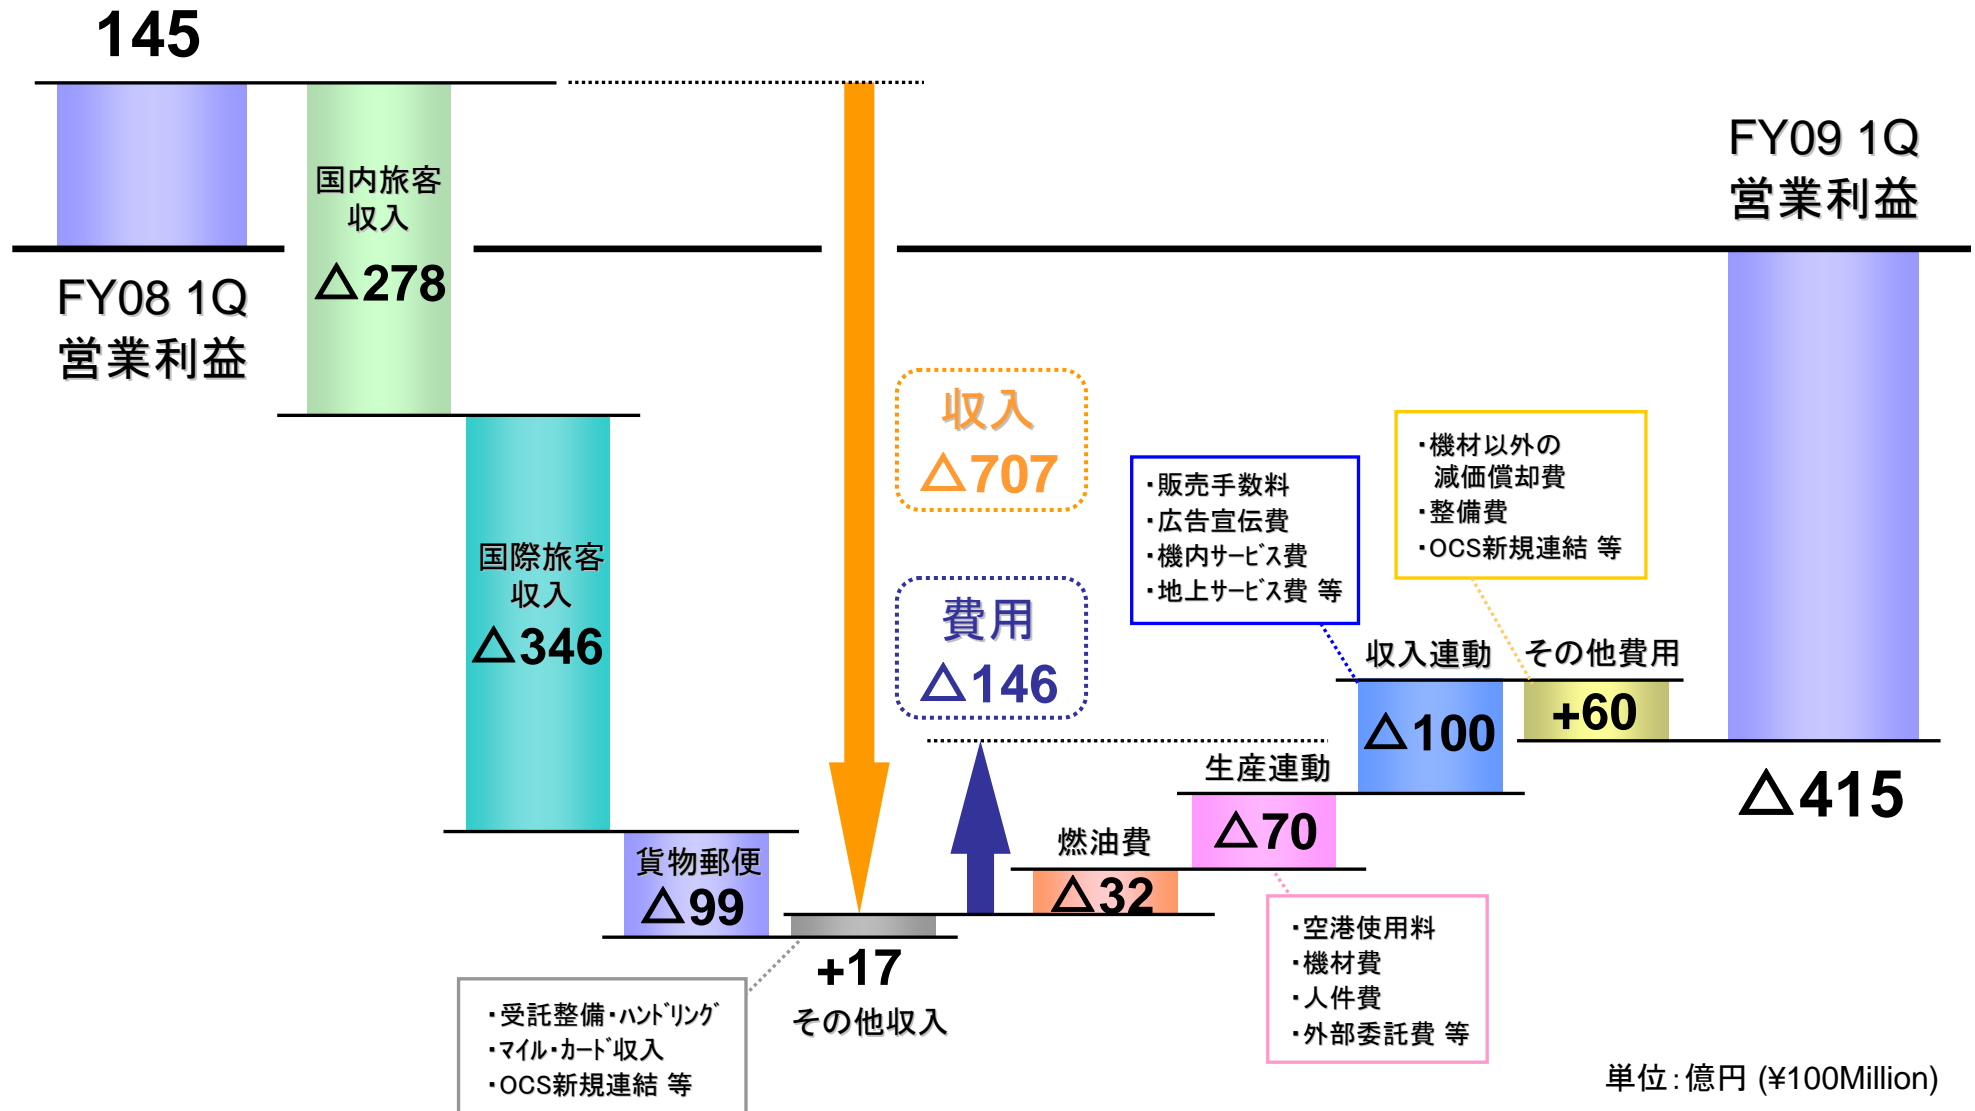 145
FY08 1Q
営業利益
国内旅客
収入
△278
国際旅客
収入
△346
貨物郵便
△99
+17
その他収入
・受託整備・ﾊﾝﾄﾞﾘﾝｸﾞ
・ﾏｲﾙ・ｶｰﾄﾞ収入
・OCS新規連結 等
収入
△707
費用
△146
燃油費
△32
生産連動
△70
・空港使用料
・機材費
・人件費
・外部委託費 等
・販売手数料
・広告宣伝費
・機内ｻｰﾋﾞｽ費
・地上ｻｰﾋﾞｽ費 等
収入連動
△100
・機材以外の
減価償却費
・整備費
・OCS新規連結 等
その他費用
+60
FY09 1Q
営業利益
△415
単位：億円 (¥100Million)